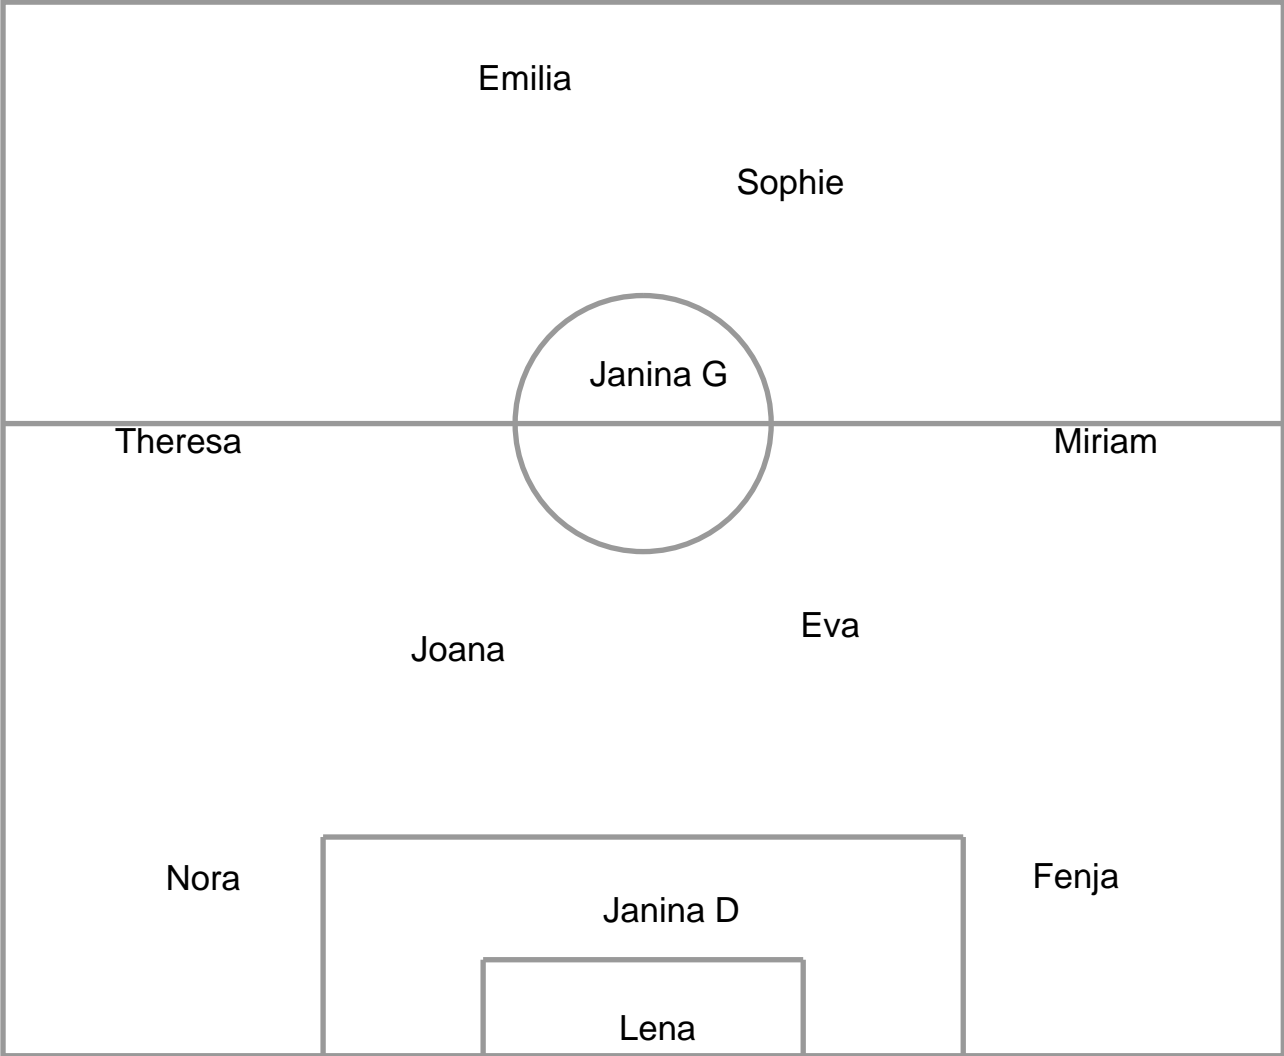 Emilia
Sophie
Janina G
Theresa
Miriam
Eva
Joana
Nora
Fenja
Janina D
Lena